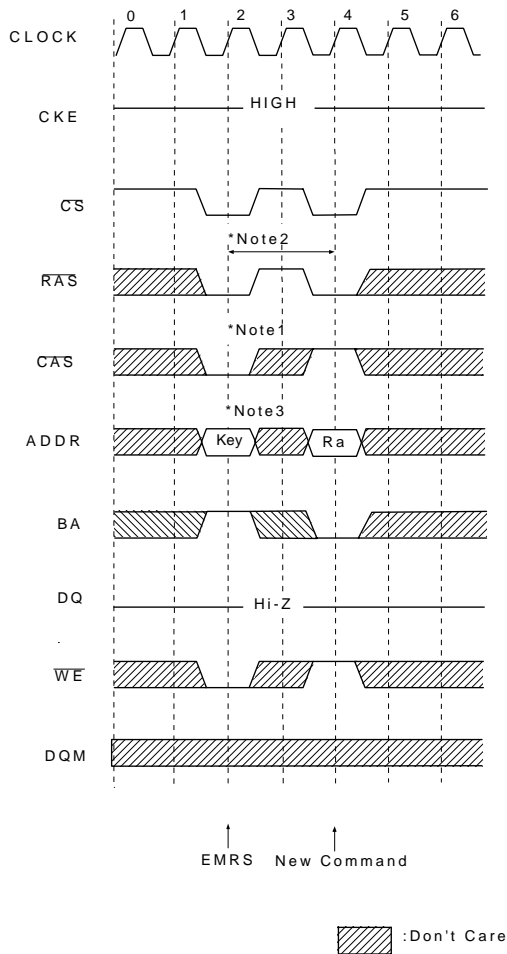 0 1 2 3 4 5 6
CLOCK
HIGH
CKE
CS
*Note2
RAS
*Note1
CAS
*Note3
ADDR Key Ra
BA
DQ Hi-Z
WE
DQM
EMRS New Command
:Don't Care